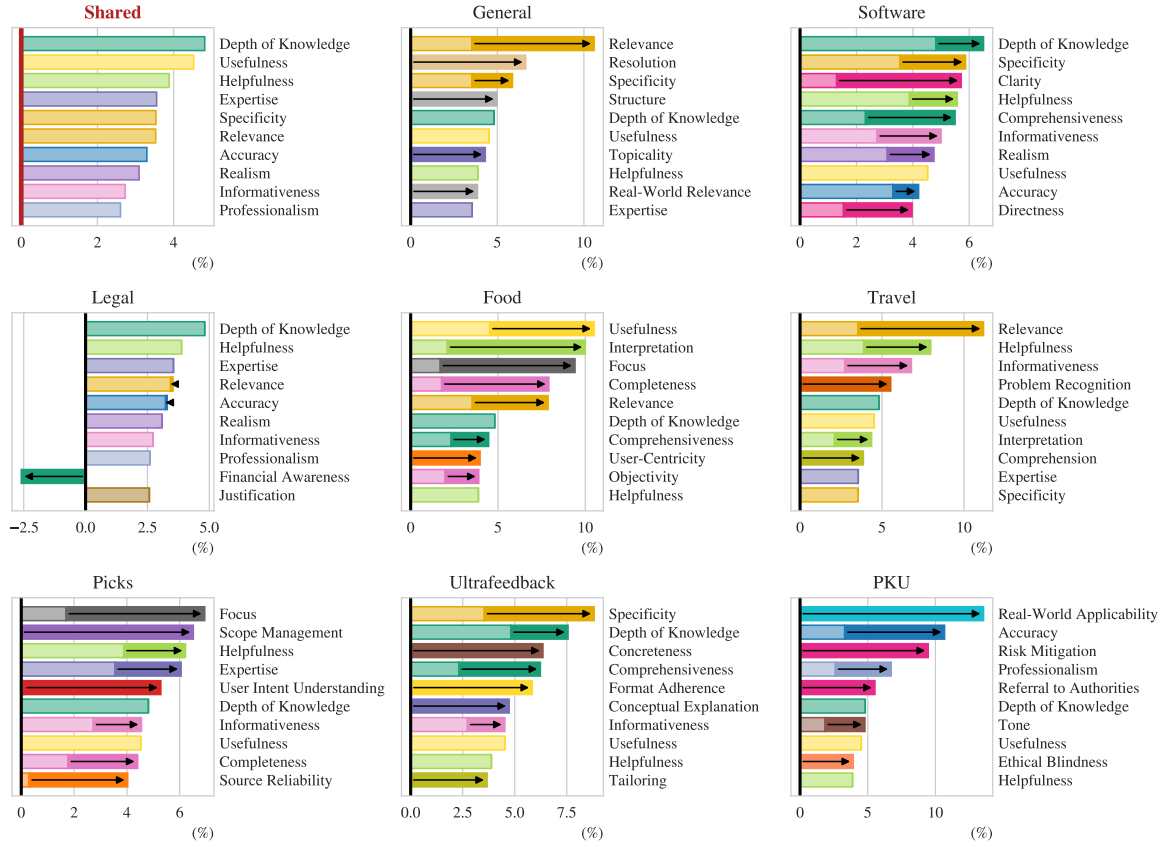 Shared
Depth of Knowledge
Usefulness
Helpfulness
Expertise
Specificity
Relevance
Accuracy
Realism
Informativeness
Professionalism
0 2 4
(%)
General
Relevance
Resolution
Specificity
Structure
Depth of Knowledge
Usefulness
Topicality
Helpfulness
Real-World Relevance
Expertise
0 5 10
(%)
Software
Depth of Knowledge
Specificity
Clarity
Helpfulness
Comprehensiveness
Informativeness
Realism
Usefulness
Accuracy
Directness
0 2 4 6
(%)
Legal
Depth of Knowledge
Helpfulness
Expertise
Relevance
Accuracy
Realism
Informativeness
Professionalism
Financial Awareness
Justification
−2.5 0.0 2.5 5.0
(%)
Food
Usefulness
Interpretation
Focus
Completeness
Relevance
Depth of Knowledge
Comprehensiveness
User-Centricity
Objectivity
Helpfulness
0 5 10
(%)
Travel
Relevance
Helpfulness
Informativeness
Problem Recognition
Depth of Knowledge
Usefulness
Interpretation
Comprehension
Expertise
Specificity
0 5 10
(%)
Picks
Focus
Scope Management
Helpfulness
Expertise
User Intent Understanding
Depth of Knowledge
Informativeness
Usefulness
Completeness
Source Reliability
0 2 4 6
(%)
Ultrafeedback
Specificity
Depth of Knowledge
Concreteness
Comprehensiveness
Format Adherence
Conceptual Explanation
Informativeness
Usefulness
Helpfulness
Tailoring
0.0 2.5 5.0 7.5
(%)
PKU
Real-World Applicability
Accuracy
Risk Mitigation
Professionalism
Referral to Authorities
Depth of Knowledge
Tone
Usefulness
Ethical Blindness
Helpfulness
0 5 10
(%)